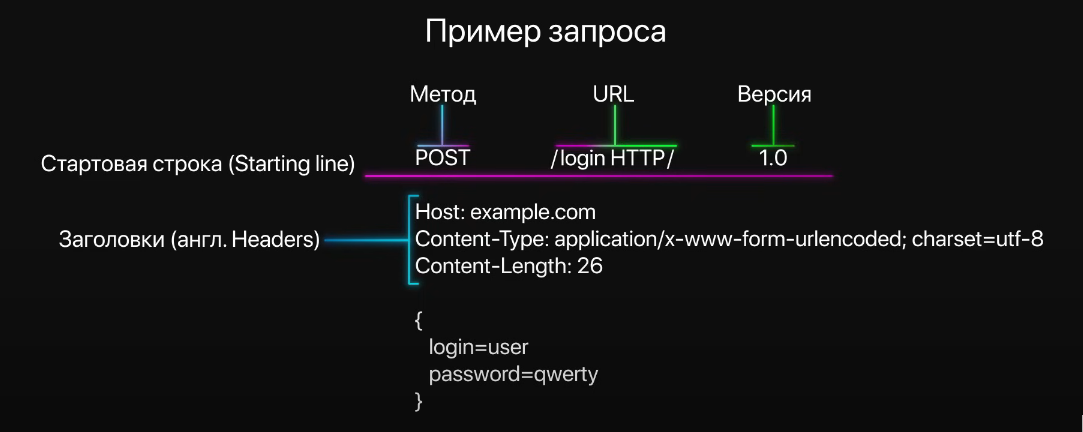 Пример запроса
Метод URL Версия
Стартовая строка (Starting line) POST /login HTTP/ 1.0
Host: example.com
Заголовки (англ. Headers) Content-Type: application/x-www-form-urlencoded; charset=utf-8
Content-Length: 26
{
login=user
password=qwerty
}